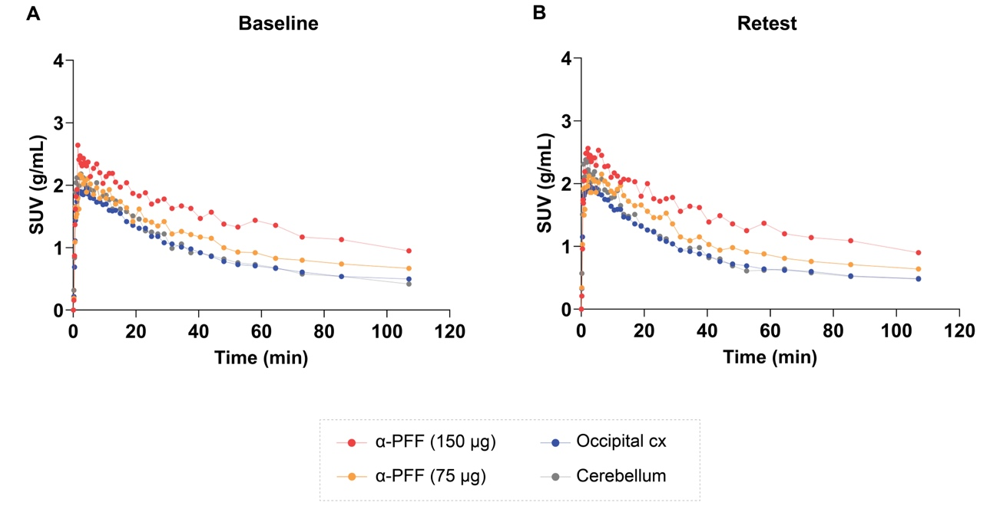 A
Baseline
4
3
2
1
0
SUV (g/mL)
0 20 40 60 80 100 120
Time (min)
B
Retest
4
3
2
1
0
SUV (g/mL)
0 20 40 60 80 100 120
Time (min)
α-PFF (150 µg)
Occipital cx
α-PFF (75 µg)
Cerebellum